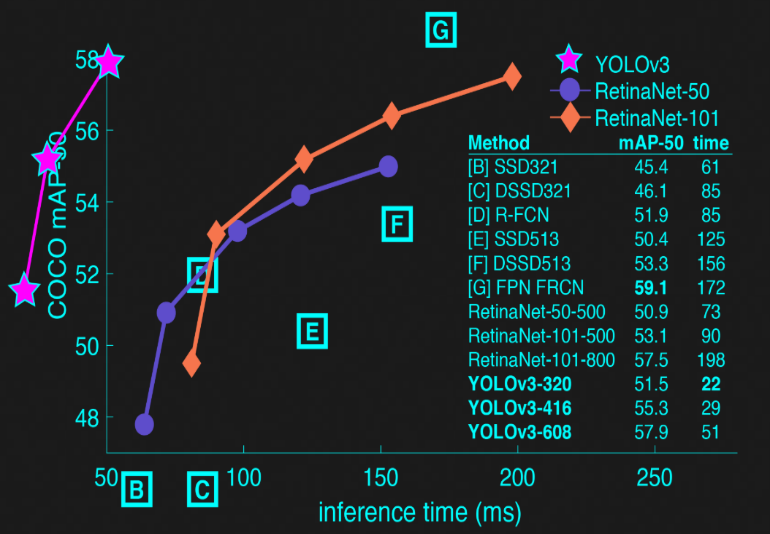 G
58
YOLOv3
RetinaNet-50
56
RetinaNet-101
Method mAP-50 time
[B] SSD321 45.4 61
[C] DSSD321 46.1 85
[D] R-FCN 51.9 85
[E] SSD513 50.4 125
[F] DSSD513 53.3 156
[G] FPN FRCN 59.1 172
RetinaNet-50-500 50.9 73
RetinaNet-101-500 53.1 90
RetinaNet-101-800 57.5 198
YOLOv3-320 51.5 22
YOLOv3-416 55.3 29
YOLOv3-608 57.9 51
COCO mAP-50
54
F
52
D
E
50
48
50 100 150 200 250
B C
inference time (ms)